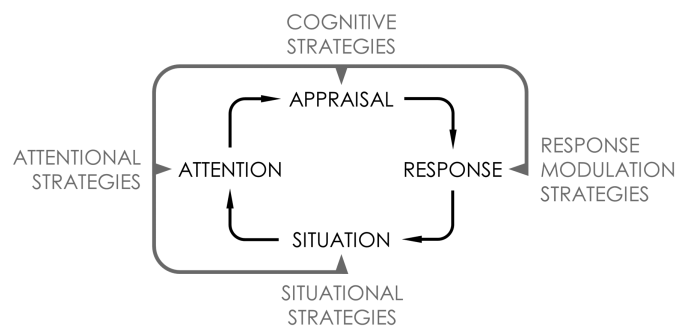 COGNITIVE
STRATEGIES
APPRAISAL
ATTENTIONAL
STRATEGIES
ATTENTION
RESPONSE
RESPONSE
MODULATION
STRATEGIES
SITUATION
SITUATIONAL
STRATEGIES